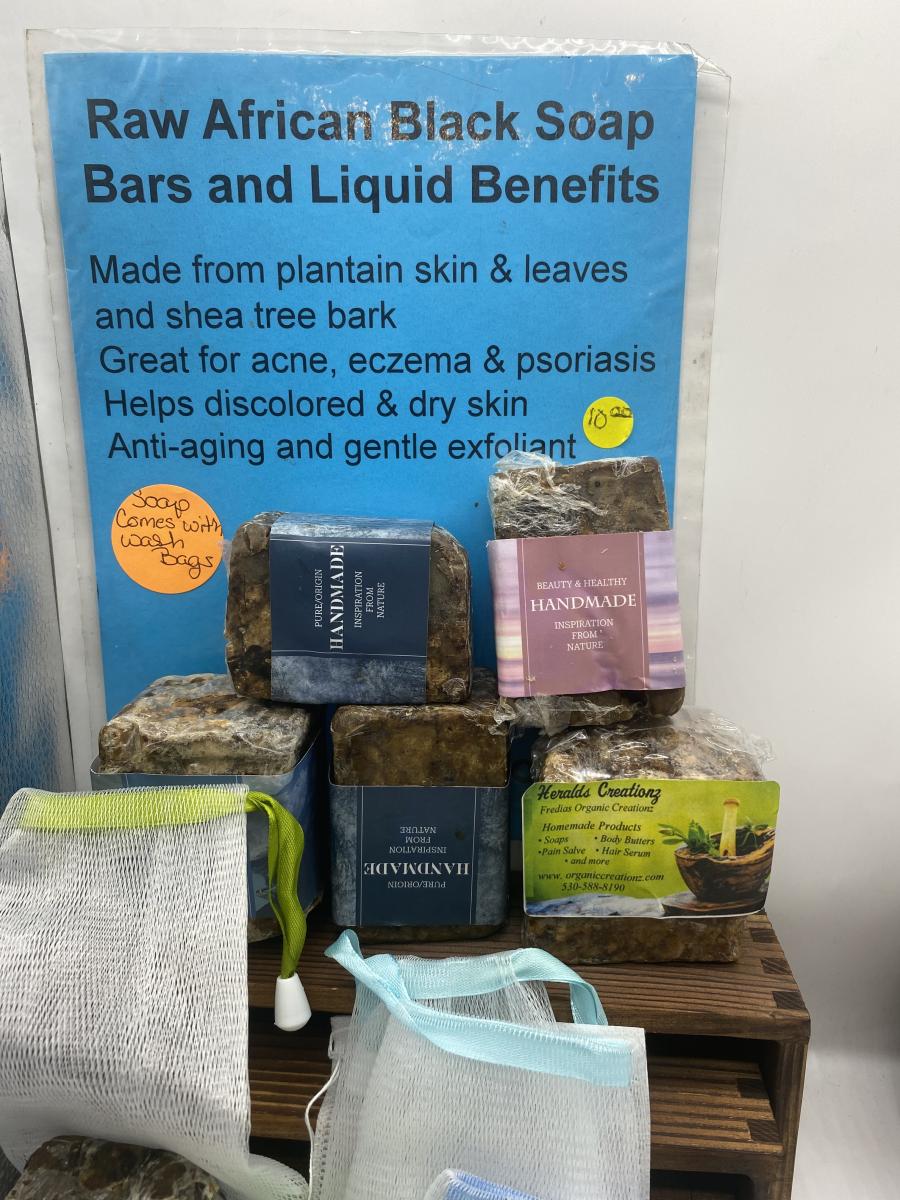 Raw African Black Soap
Bars and Liquid Benefits
Made from plantain skin & leaves
and shea tree bark
Great for acne, eczema & psoriasis
Helps discolored & dry skin
Anti-aging and gentle exfoliant
10 00
Soap
Comes with
wash
Bags
PURE/ORIGIN
HANDMADE
INSPIRATION
FROM
NATURE
BEAUTY & HEALTHY
HANDMADE
INSPIRATION
FROM
NATURE
PURE/ORIGIN
HANDMADE
INSPIRATION
FROM
NATURE
Heralds Creationz
Fredias Organic Creationz
Homemade Products
• Soaps • Body Butters
•Pain Salve • Hair Serum
• and more
www. organiccreationz.com
530-588-8190